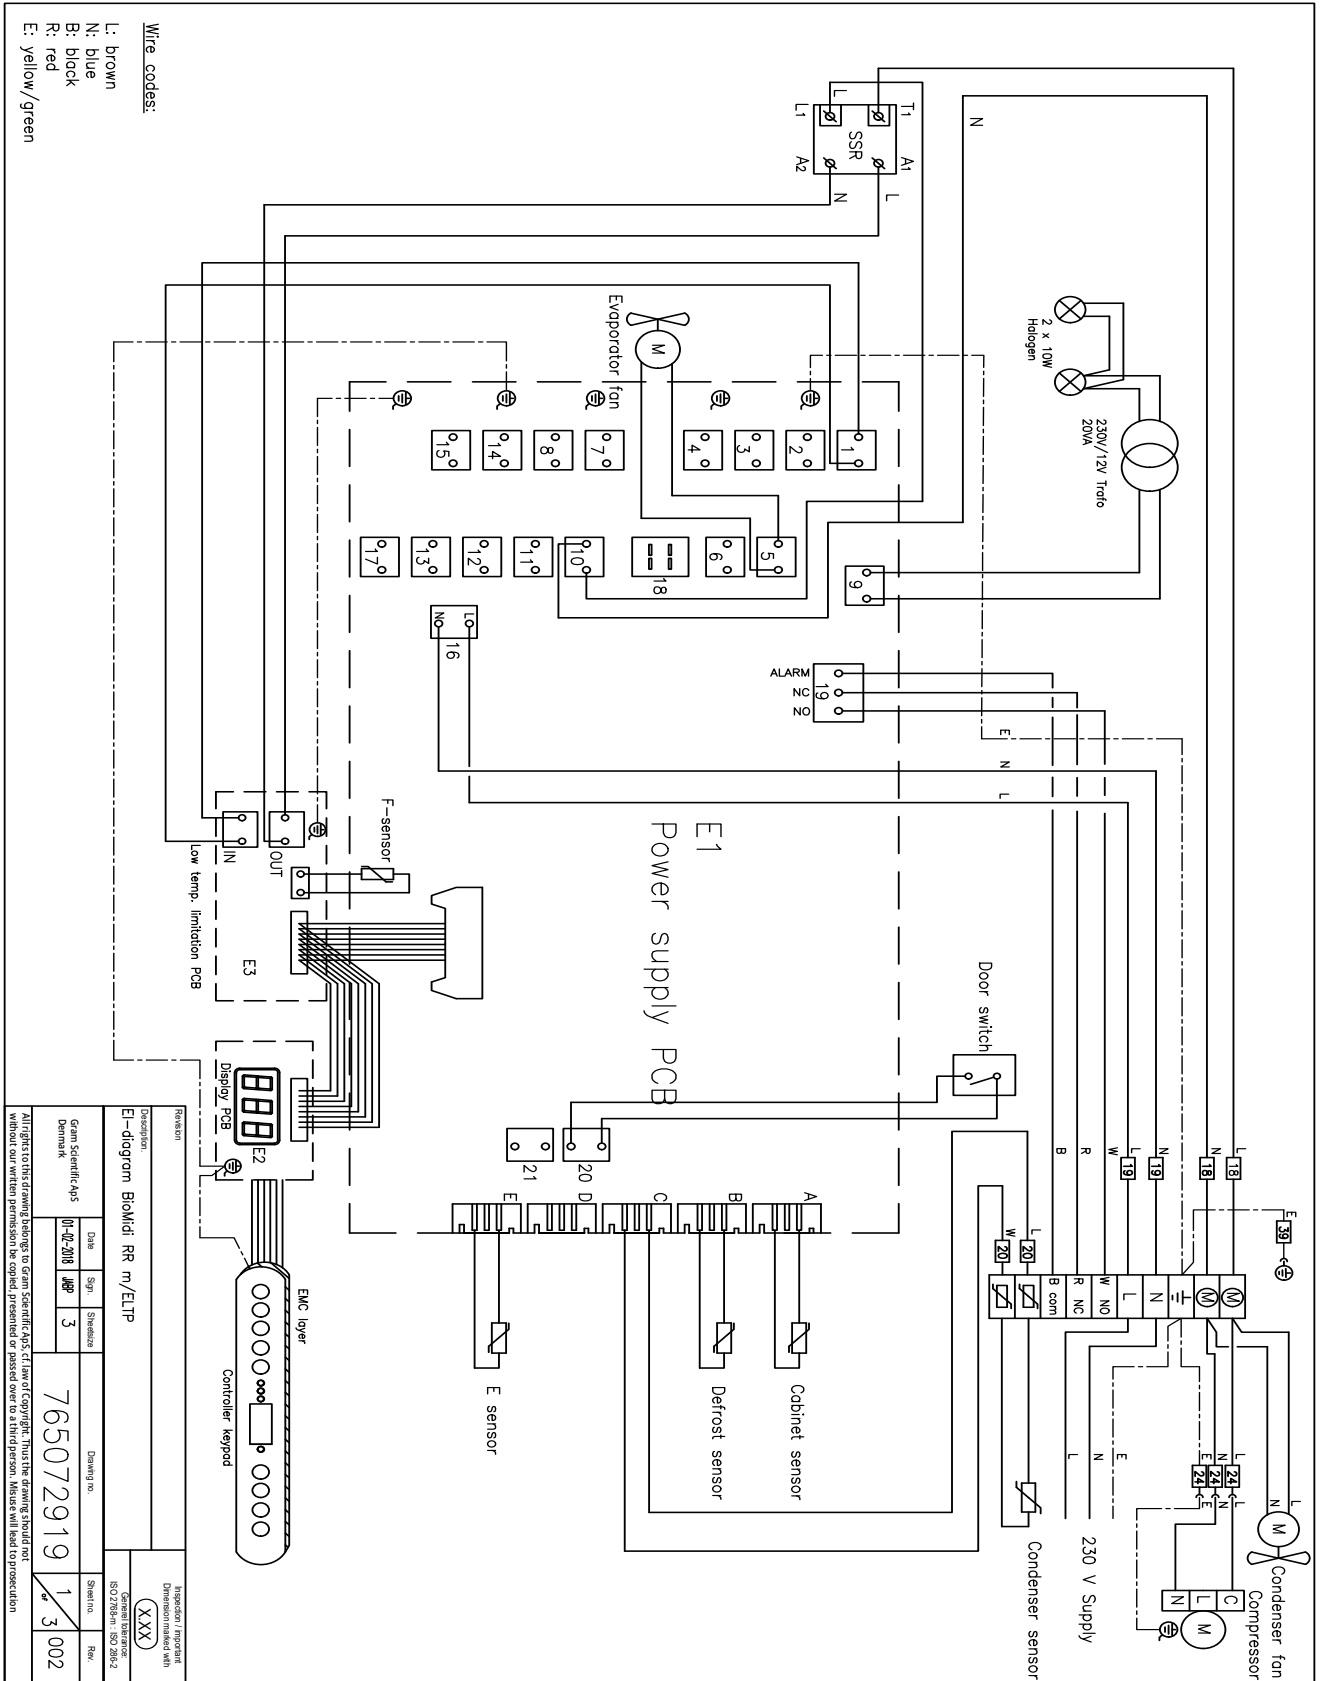 Wire codes:
L: brown
N: blue
B: black
R: red
E: yellow/green
T1
A1
SSR
L1
A2
L
L
N
N
2 x 10W
Halogen
230V/12V Trafo
20VA
Evaporator fan
M
1
2
3
4
7
8
14
15
5
6
18
10
11
12
13
17
9
L
N
16
ALARM
NC
NO
19
E
N
L
E1
Power supply PCB
F-sensor
OUT
IN
E3
Low temp. limitation PCB
Display PCB
E2
Door switch
20
21
A
B
C
D
E
Cabinet sensor
Defrost sensor
E sensor
EMC layer
Controller keypad
L
18
N
18
E
39
N
19
L
19
W
R
B
L
20
W
20
M
M
N
L
W NO
R NC
B com
E
N
L
230 V Supply
L
24
L
N
24
N
E
24
E
L
N
M
Condenser fan
Compressor
C
L
N
M
Condenser sensor
Revision
Description:
El-diagram BioMidi RR m/ELTP
Inspection / important
Dimension marked with
X.XX
General tolerance:
ISO 2768-m : ISO 286-2
Gram Scientific ApS
Denmark
Date
01-02-2018
Sign.
JABP
Sheetsize
3
Drawing no.
765072919
Sheet no.
1 of 3
Rev.
002
All rights to this drawing belongs to Gram Scientific ApS, cf. law of Copyright. Thus the drawing should not
without our written permission be copied, presented or passed over to a third person. Misuse will lead to prosecution